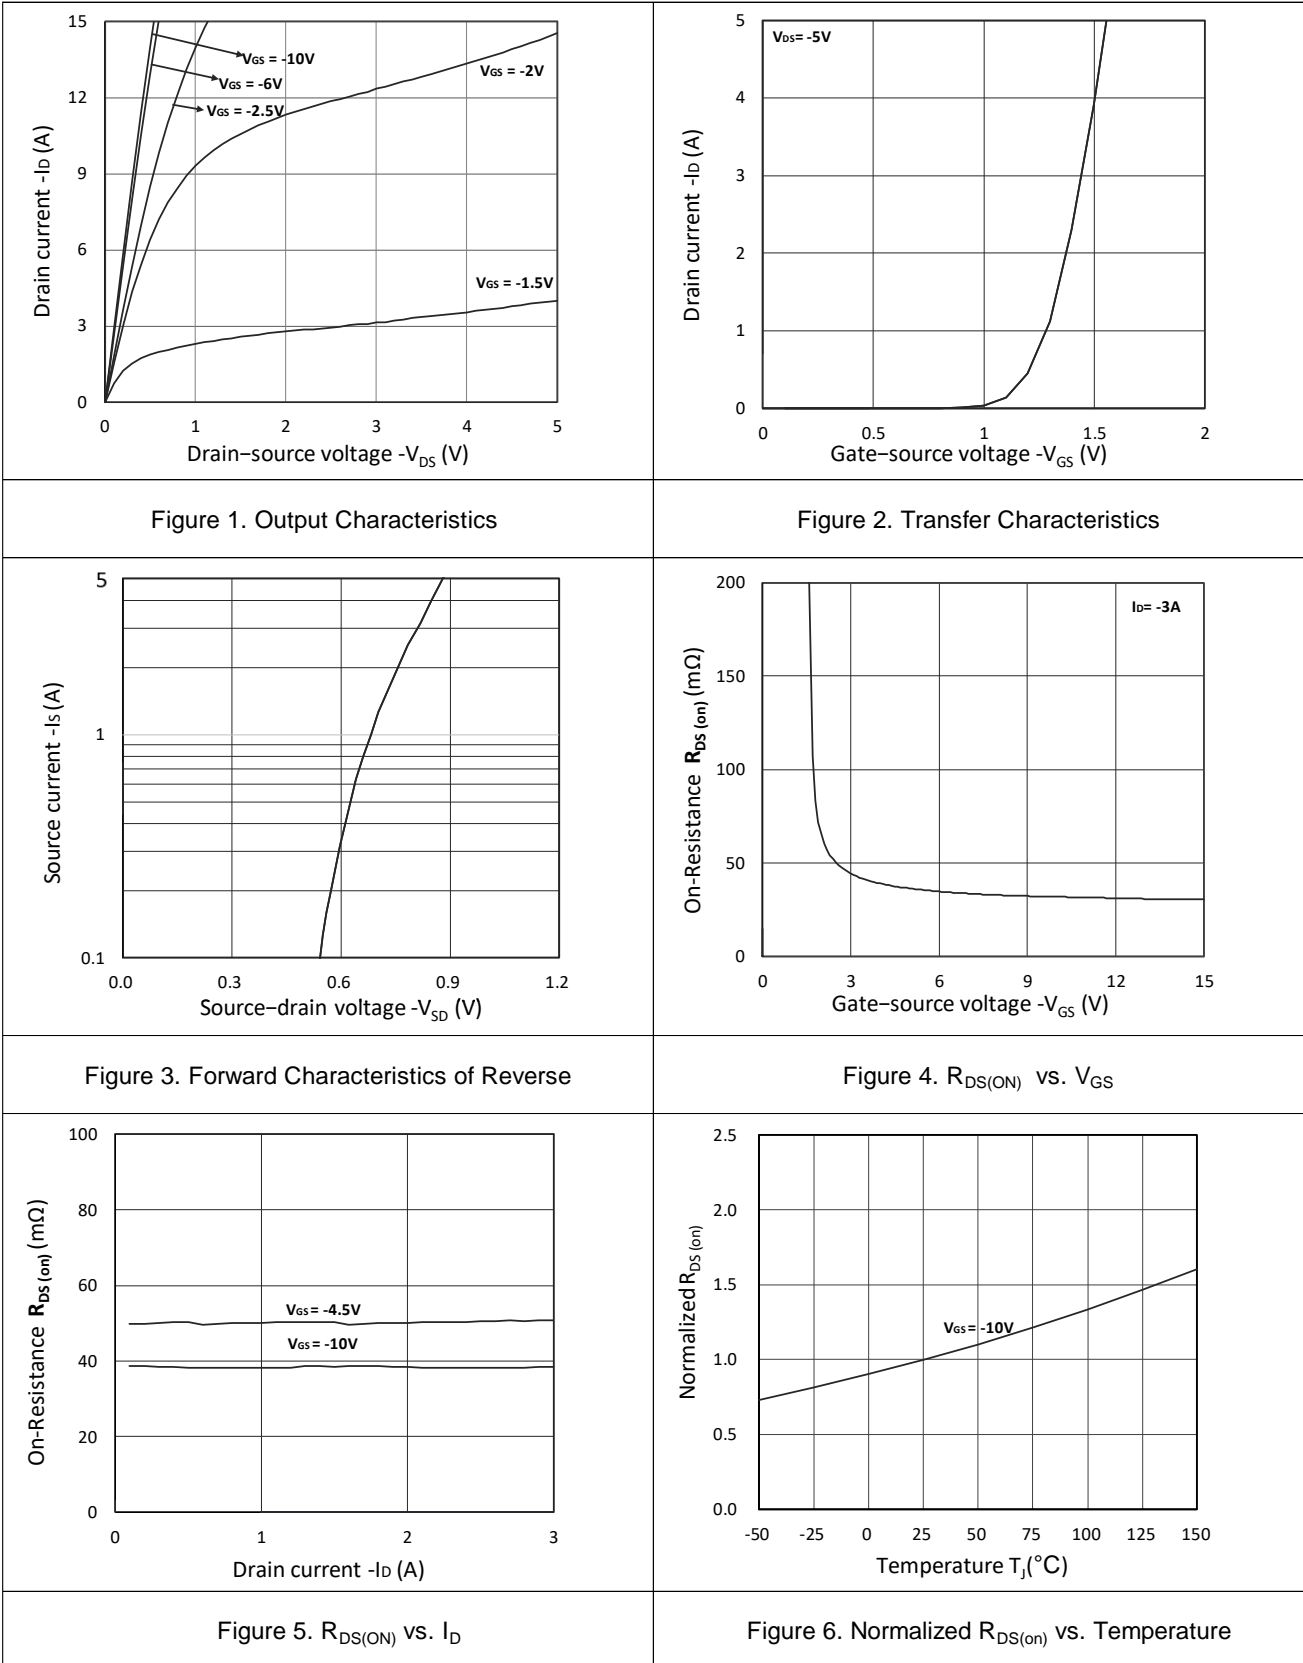 15
12
9
6
3
0
Drain current -ID (A)
VGS = -10V
VGS = -6V
VGS = -2.5V
VGS = -2V
VGS = -1.5V
0 1 2 3 4 5
Drain−source voltage -VDS (V)
Figure 1. Output Characteristics
5
4
3
2
1
0
Drain current -ID (A)
VDS= -5V
0 0.5 1 1.5 2
Gate−source voltage -VGS (V)
Figure 2. Transfer Characteristics
5
1
0.1
Source current -IS (A)
0.0 0.3 0.6 0.9 1.2
Source−drain voltage -VSD (V)
Figure 3. Forward Characteristics of Reverse
200
150
100
50
0
On-Resistance RDS (on) (mΩ)
ID= -3A
0 3 6 9 12 15
Gate−source voltage -VGS (V)
Figure 4. RDS(ON) vs. VGS
100
80
60
40
20
0
On-Resistance RDS (on) (mΩ)
VGS = -4.5V
VGS = -10V
0 1 2 3
Drain current -ID (A)
Figure 5. RDS(ON) vs. ID
2.5
2.0
1.5
1.0
0.5
0.0
Normalized RDS (on)
VGS = -10V
-50 -25 0 25 50 75 100 125 150
Temperature TJ(°C)
Figure 6. Normalized RDS(on) vs. Temperature